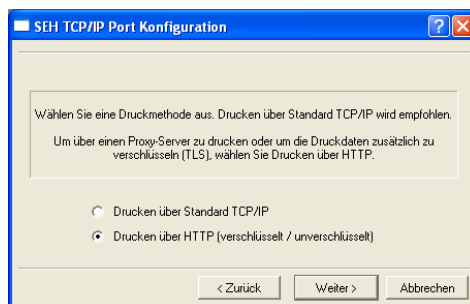 SEH TCP/IP Port Konfiguration
Wählen Sie eine Druckmethode aus. Drucken über Standard TCP/IP wird empfohlen.
Um über einen Proxy-Server zu drucken oder um die Druckdaten zusätzlich zu
verschlüsseln (TLS), wählen Sie Drucken über HTTP.
Drucken über Standard TCP/IP
Drucken über HTTP (verschlüsselt / unverschlüsselt)
< Zurück Weiter > Abbrechen